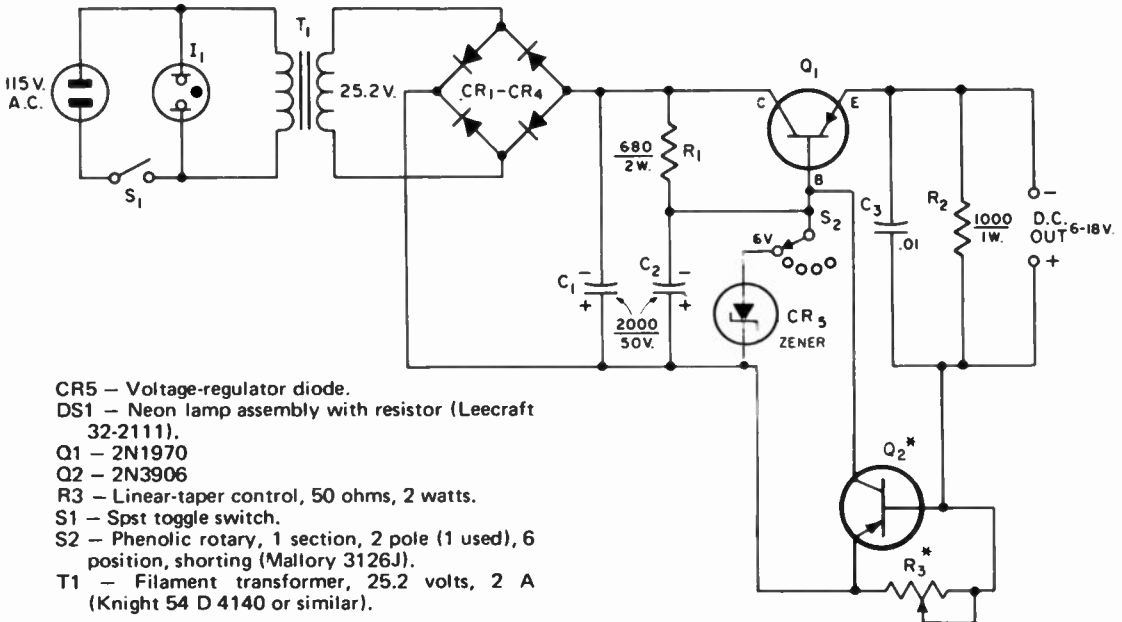 T1
I1
115 V.
A.C.
25.2 V.
CR1–CR4
S1
Q1
C
E
B
680
2W.
R1
S2
6V
C3
.01
R2
1000
1W.
–
D.C.
OUT
6-18V.
+
C1
–
+
C2
–
+
2000
50V.
CR5
ZENER
Q2*
R3*
CR5 – Voltage-regulator diode.
DS1 – Neon lamp assembly with resistor (Leecraft
32-2111).
Q1 – 2N1970
Q2 – 2N3906
R3 – Linear-taper control, 50 ohms, 2 watts.
S1 – Spst toggle switch.
S2 – Phenolic rotary, 1 section, 2 pole (1 used), 6
position, shorting (Mallory 3126J).
T1 – Filament transformer, 25.2 volts, 2 A
(Knight 54 D 4140 or similar).